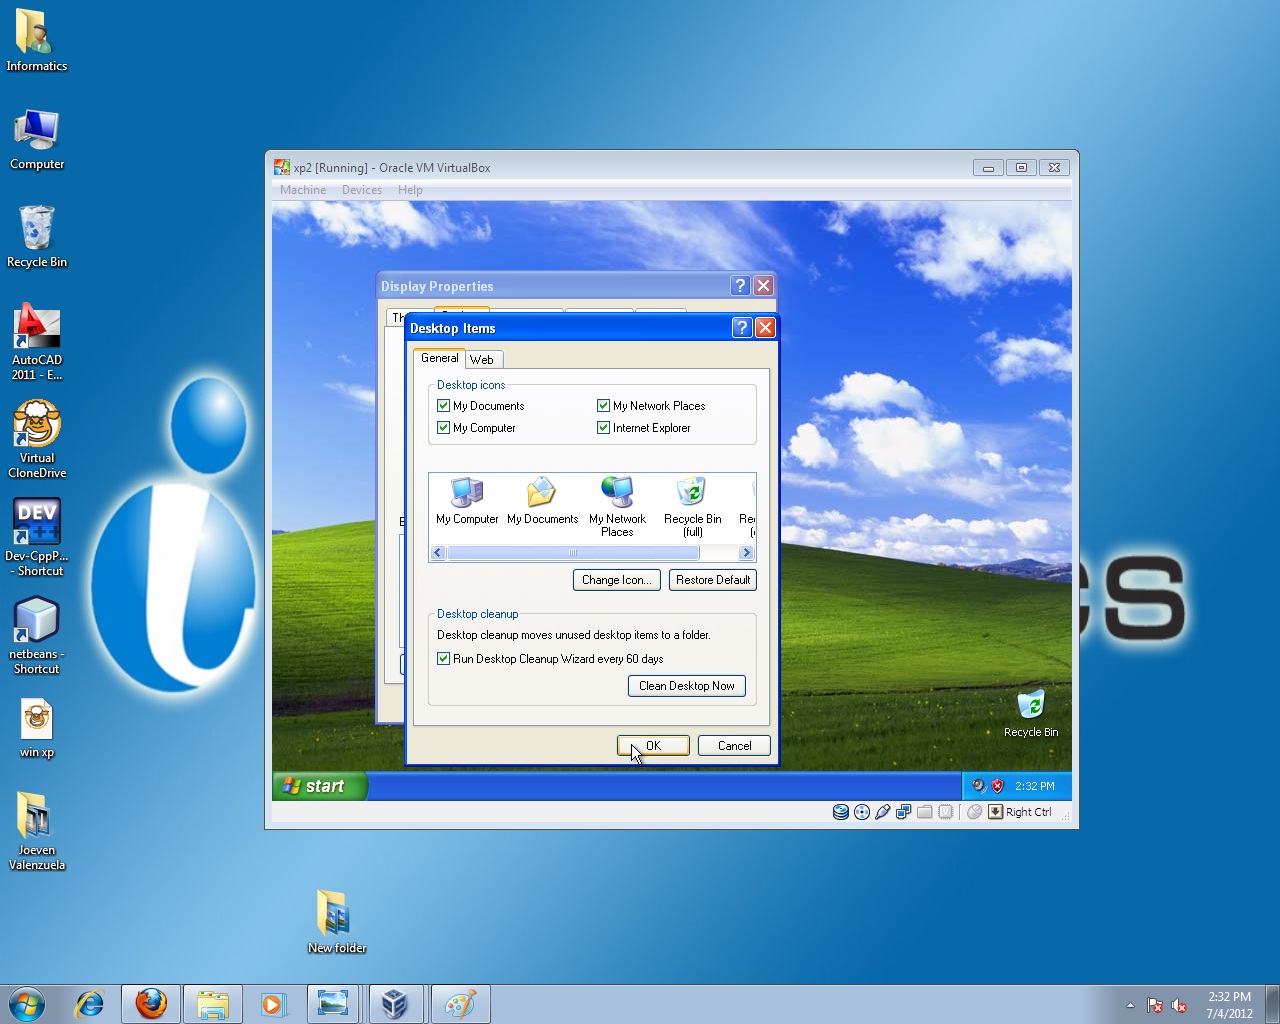 Informatics
Computer
Recycle Bin
AutoCAD
2011 - E...
Virtual
CloneDrive
DEV
C++
Dev-CppP...
- Shortcut
netbeans -
Shortcut
win xp
Joeven
Valenzuela
New folder
xp2 [Running] - Oracle VM VirtualBox
Machine Devices Help
Display Properties
Desktop Items
General Web
Desktop icons
My Documents My Network Places
My Computer Internet Explorer
My Computer My Documents My Network Recycle Bin
Places (full)
Change Icon... Restore Default
Desktop cleanup
Desktop cleanup moves unused desktop items to a folder.
Run Desktop Cleanup Wizard every 60 days
Clean Desktop Now
OK Cancel
Recycle Bin
start 2:32 PM
Right Ctrl
cs
2:32 PM
7/4/2012